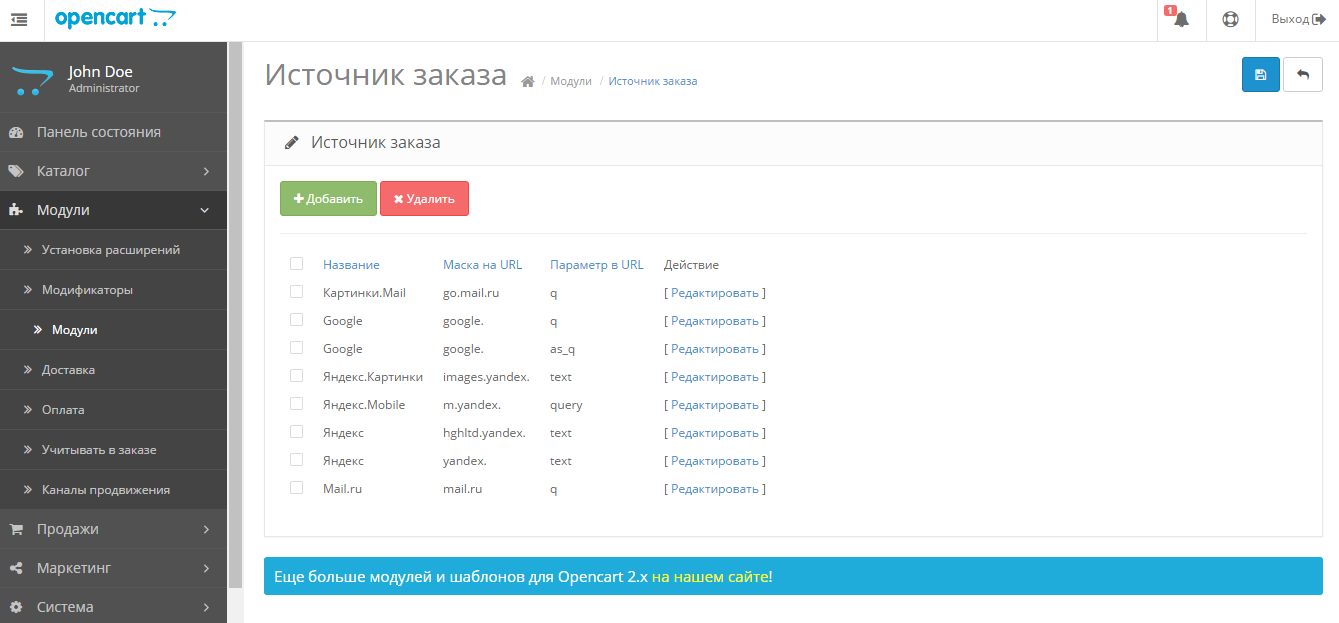 opencart
1
Выход
John Doe
Administrator
Панель состояния
Каталог
Модули
Установка расширений
Модификаторы
Модули
Доставка
Оплата
Учитывать в заказе
Каналы продвижения
Продажи
Маркетинг
Система
Источник заказа / Модули / Источник заказа
Источник заказа
Добавить Удалить
Название Маска на URL Параметр в URL Действие
Картинки.Mail go.mail.ru q [ Редактировать ]
Google google. q [ Редактировать ]
Google google. as_q [ Редактировать ]
Яндекс.Картинки images.yandex. text [ Редактировать ]
Яндекс.Mobile m.yandex. query [ Редактировать ]
Яндекс hghltd.yandex. text [ Редактировать ]
Яндекс yandex. text [ Редактировать ]
Mail.ru mail.ru q [ Редактировать ]
Еще больше модулей и шаблонов для Opencart 2.x на нашем сайте!